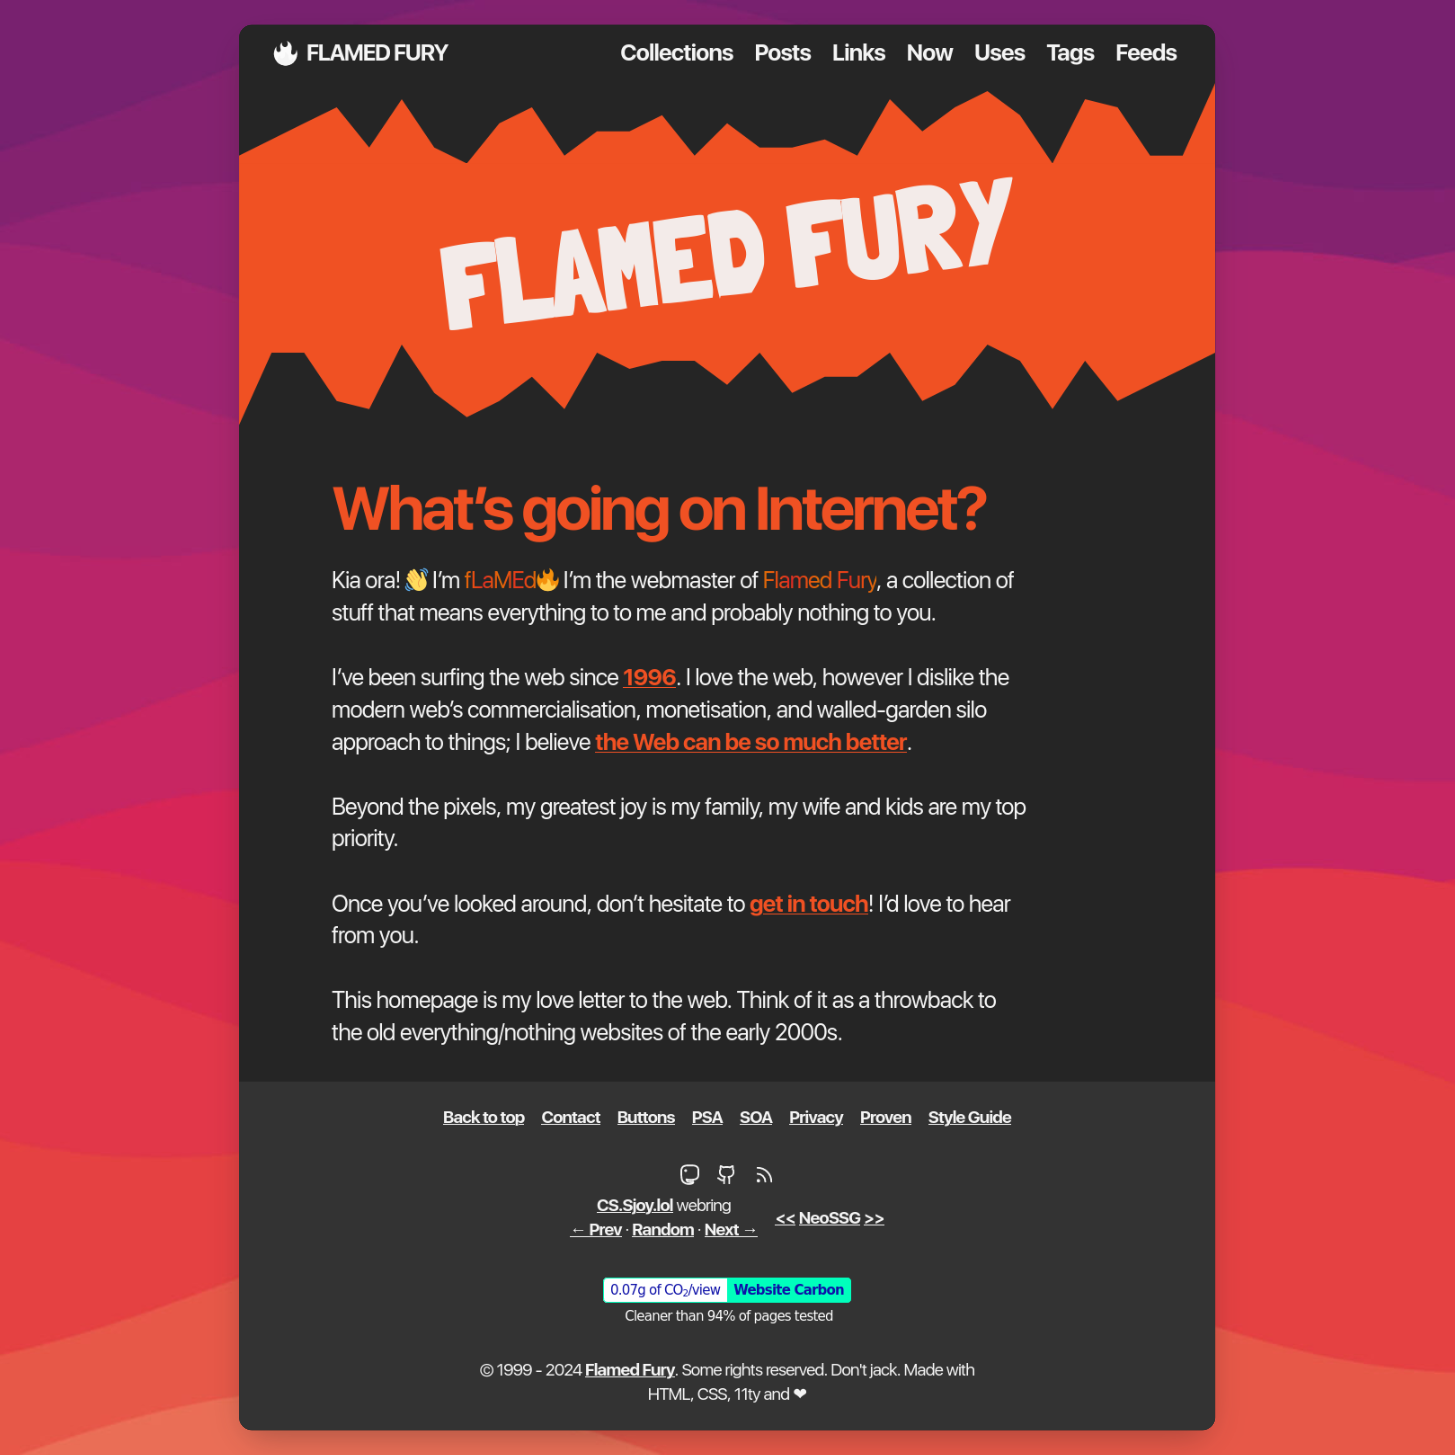 FLAMED FURY
Collections Posts Links Now Uses Tags Feeds
FLAMED FURY
What's going on Internet?
Kia ora! 👋 I'm fLaMEd🔥 I'm the webmaster of Flamed Fury, a collection of
stuff that means everything to to me and probably nothing to you.
I've been surfing the web since 1996. I love the web, however I dislike the
modern web's commercialisation, monetisation, and walled-garden silo
approach to things; I believe the Web can be so much better.
Beyond the pixels, my greatest joy is my family, my wife and kids are my top
priority.
Once you've looked around, don't hesitate to get in touch! I'd love to hear
from you.
This homepage is my love letter to the web. Think of it as a throwback to
the old everything/nothing websites of the early 2000s.
Back to top Contact Buttons PSA SOA Privacy Proven Style Guide
CS.Sjoy.lol webring
← Prev · Random · Next →
<< NeoSSG >>
0.07g of CO₂/view Website Carbon
Cleaner than 94% of pages tested
© 1999 - 2024 Flamed Fury. Some rights reserved. Don't jack. Made with
HTML, CSS, 11ty and ❤